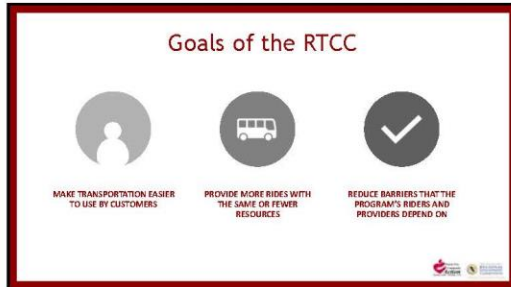 Goals of the RTCC
MAKE TRANSPORTATION EASIER
TO USE BY CUSTOMERS
PROVIDE MORE RIDES WITH
THE SAME OR FEWER
RESOURCES
REDUCE BARRIERS THAT THE
PROGRAM'S RIDERS AND
PROVIDERS DEPEND ON